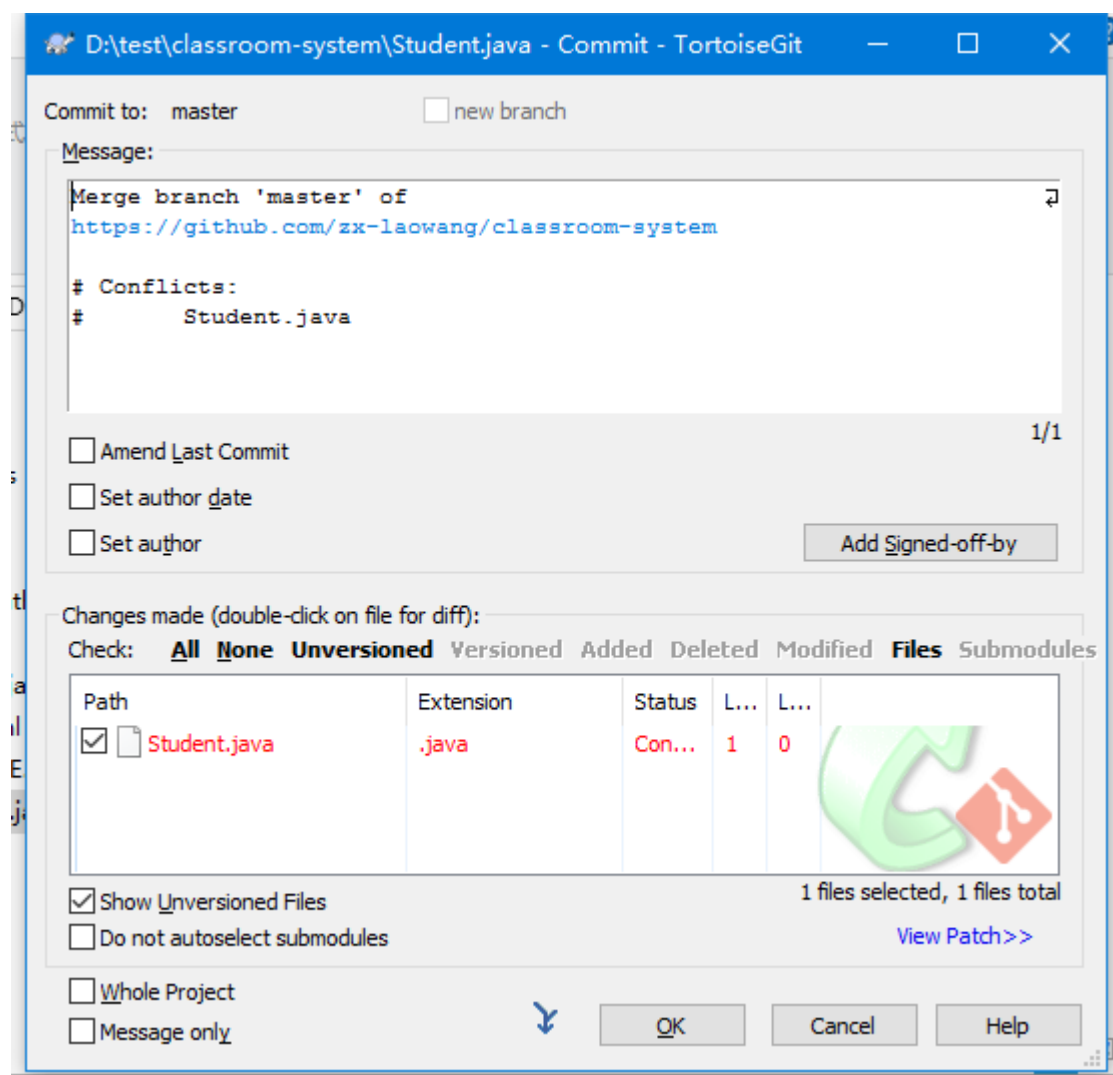 D:\test\classroom-system\Student.java - Commit - TortoiseGit
Commit to: master new branch
Message:
Merge branch 'master' of
https://github.com/zx-laowang/classroom-system
# Conflicts:
# Student.java
1/1
Amend Last Commit
Set author date
Set author
Add Signed-off-by
Changes made (double-click on file for diff):
Check: All None Unversioned Versioned Added Deleted Modified Files Submodules
Path Extension Status L... L...
Student.java .java Con... 1 0
Show Unversioned Files
1 files selected, 1 files total
Do not autoselect submodules
View Patch>>
Whole Project
Message only
OK Cancel Help